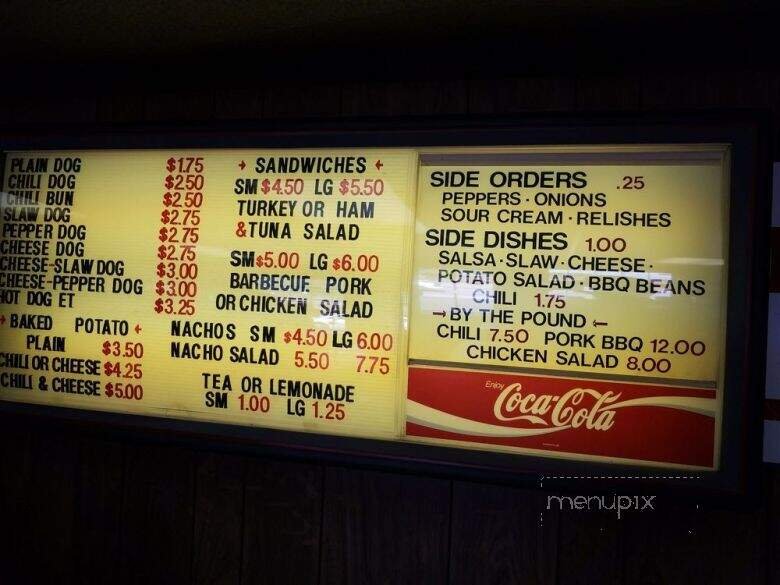 PLAIN DOG $1.75
CHILI DOG $2.50
CHILI BUN $2.50
SLAW DOG $2.75
PEPPER DOG $2.75
CHEESE DOG $2.75
CHEESE-SLAW DOG $3.00
CHEESE-PEPPER DOG $3.00
HOT DOG ET $3.25
BAKED POTATO
PLAIN $3.50
CHILI OR CHEESE $4.25
CHILI & CHEESE $5.00
SANDWICHES
SM $4.50 LG $5.50
TURKEY OR HAM
& TUNA SALAD
SM $5.00 LG $6.00
BARBECUE PORK
OR CHICKEN SALAD
NACHOS SM $4.50 LG 6.00
NACHO SALAD 5.50 7.75
TEA OR LEMONADE
SM 1.00 LG 1.25
SIDE ORDERS .25
PEPPERS · ONIONS
SOUR CREAM · RELISHES
SIDE DISHES 1.00
SALSA · SLAW · CHEESE ·
POTATO SALAD · BBQ BEANS
CHILI 1.75
→ BY THE POUND ←
CHILI 7.50 PORK BBQ 12.00
CHICKEN SALAD 8.00
Enjoy
Coca-Cola
menupix